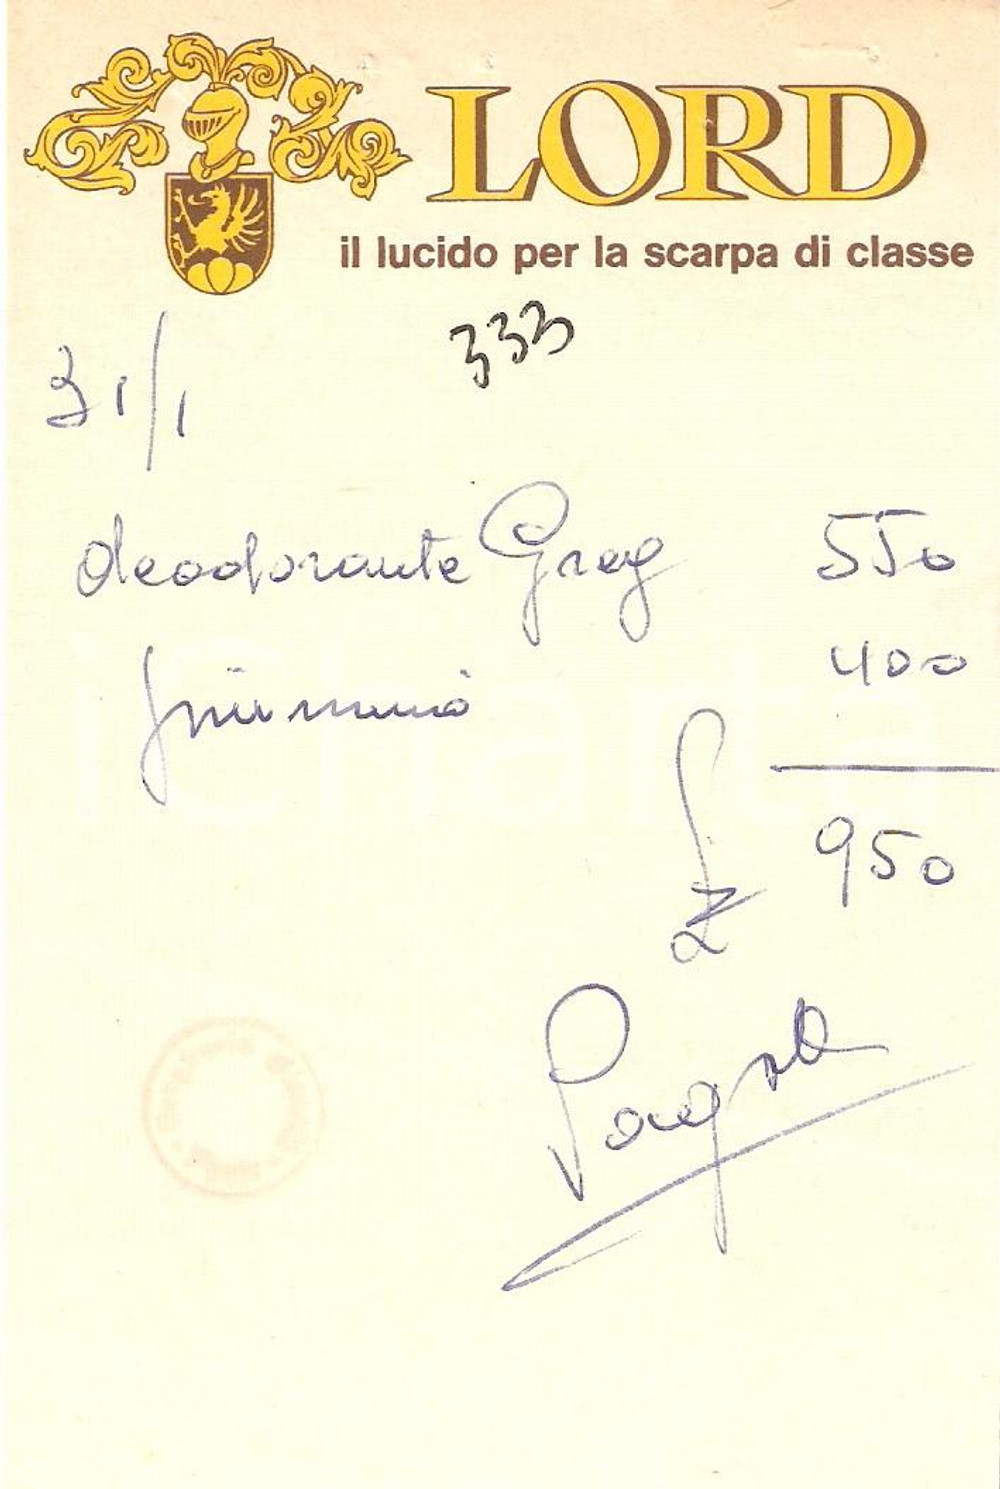 LORD
il lucido per la scarpa di classe
333
31/1
deodorante Greg 550
400
£ 950
Pagato